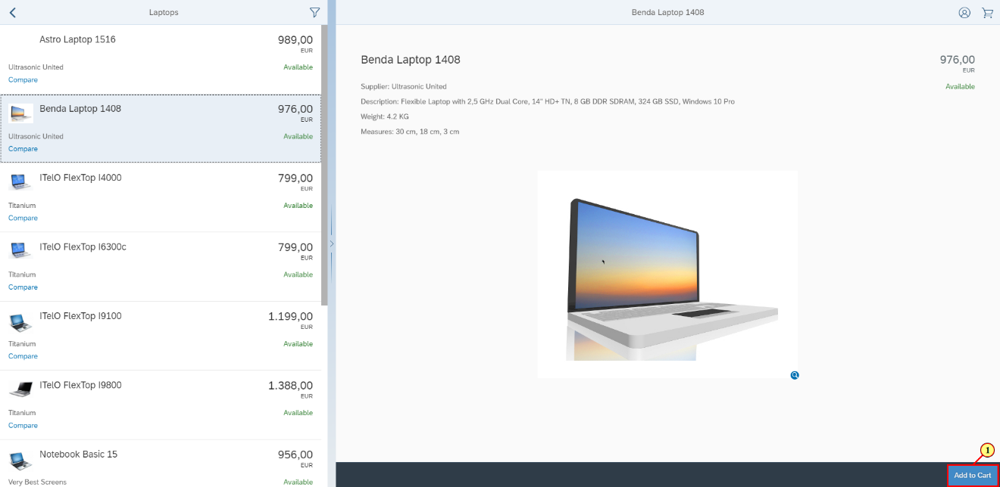 Laptops
Astro Laptop 1516
989,00
EUR
Ultrasonic United
Available
Compare
Benda Laptop 1408
976,00
EUR
Ultrasonic United
Available
Compare
ITelO FlexTop I4000
799,00
EUR
Titanium
Available
Compare
ITelO FlexTop I6300c
799,00
EUR
Titanium
Available
Compare
ITelO FlexTop I9100
1.199,00
EUR
Titanium
Available
Compare
ITelO FlexTop I9800
1.388,00
EUR
Titanium
Available
Compare
Notebook Basic 15
956,00
EUR
Very Best Screens
Available
Benda Laptop 1408
Benda Laptop 1408
976,00
EUR
Supplier: Ultrasonic United
Available
Description: Flexible Laptop with 2,5 GHz Dual Core, 14" HD+ TN, 8 GB DDR SDRAM, 324 GB SSD, Windows 10 Pro
Weight: 4.2 KG
Measures: 30 cm, 18 cm, 3 cm
1
Add to Cart